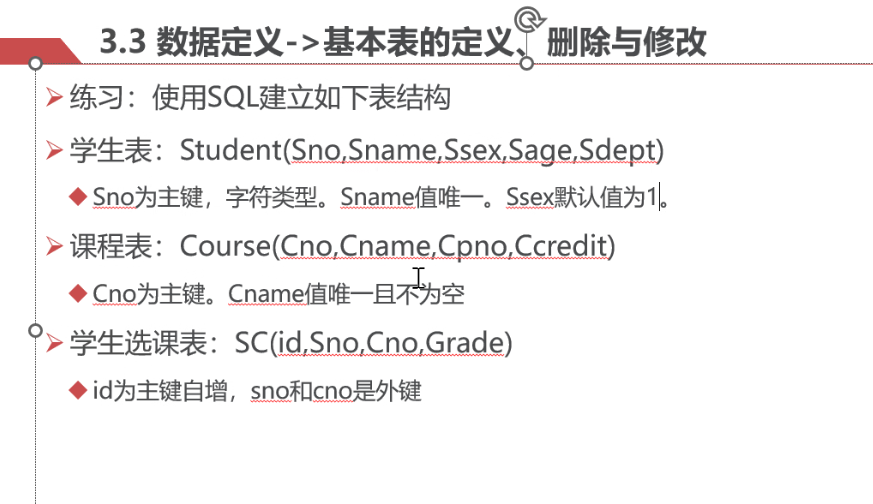 3.3 数据定义->基本表的定义、删除与修改
练习：使用SQL建立如下表结构
学生表：Student(Sno,Sname,Ssex,Sage,Sdept)
Sno为主键，字符类型。Sname值唯一。Ssex默认值为1。
课程表：Course(Cno,Cname,Cpno,Ccredit)
Cno为主键。Cname值唯一且不为空
学生选课表：SC(id,Sno,Cno,Grade)
id为主键自增，sno和cno是外键